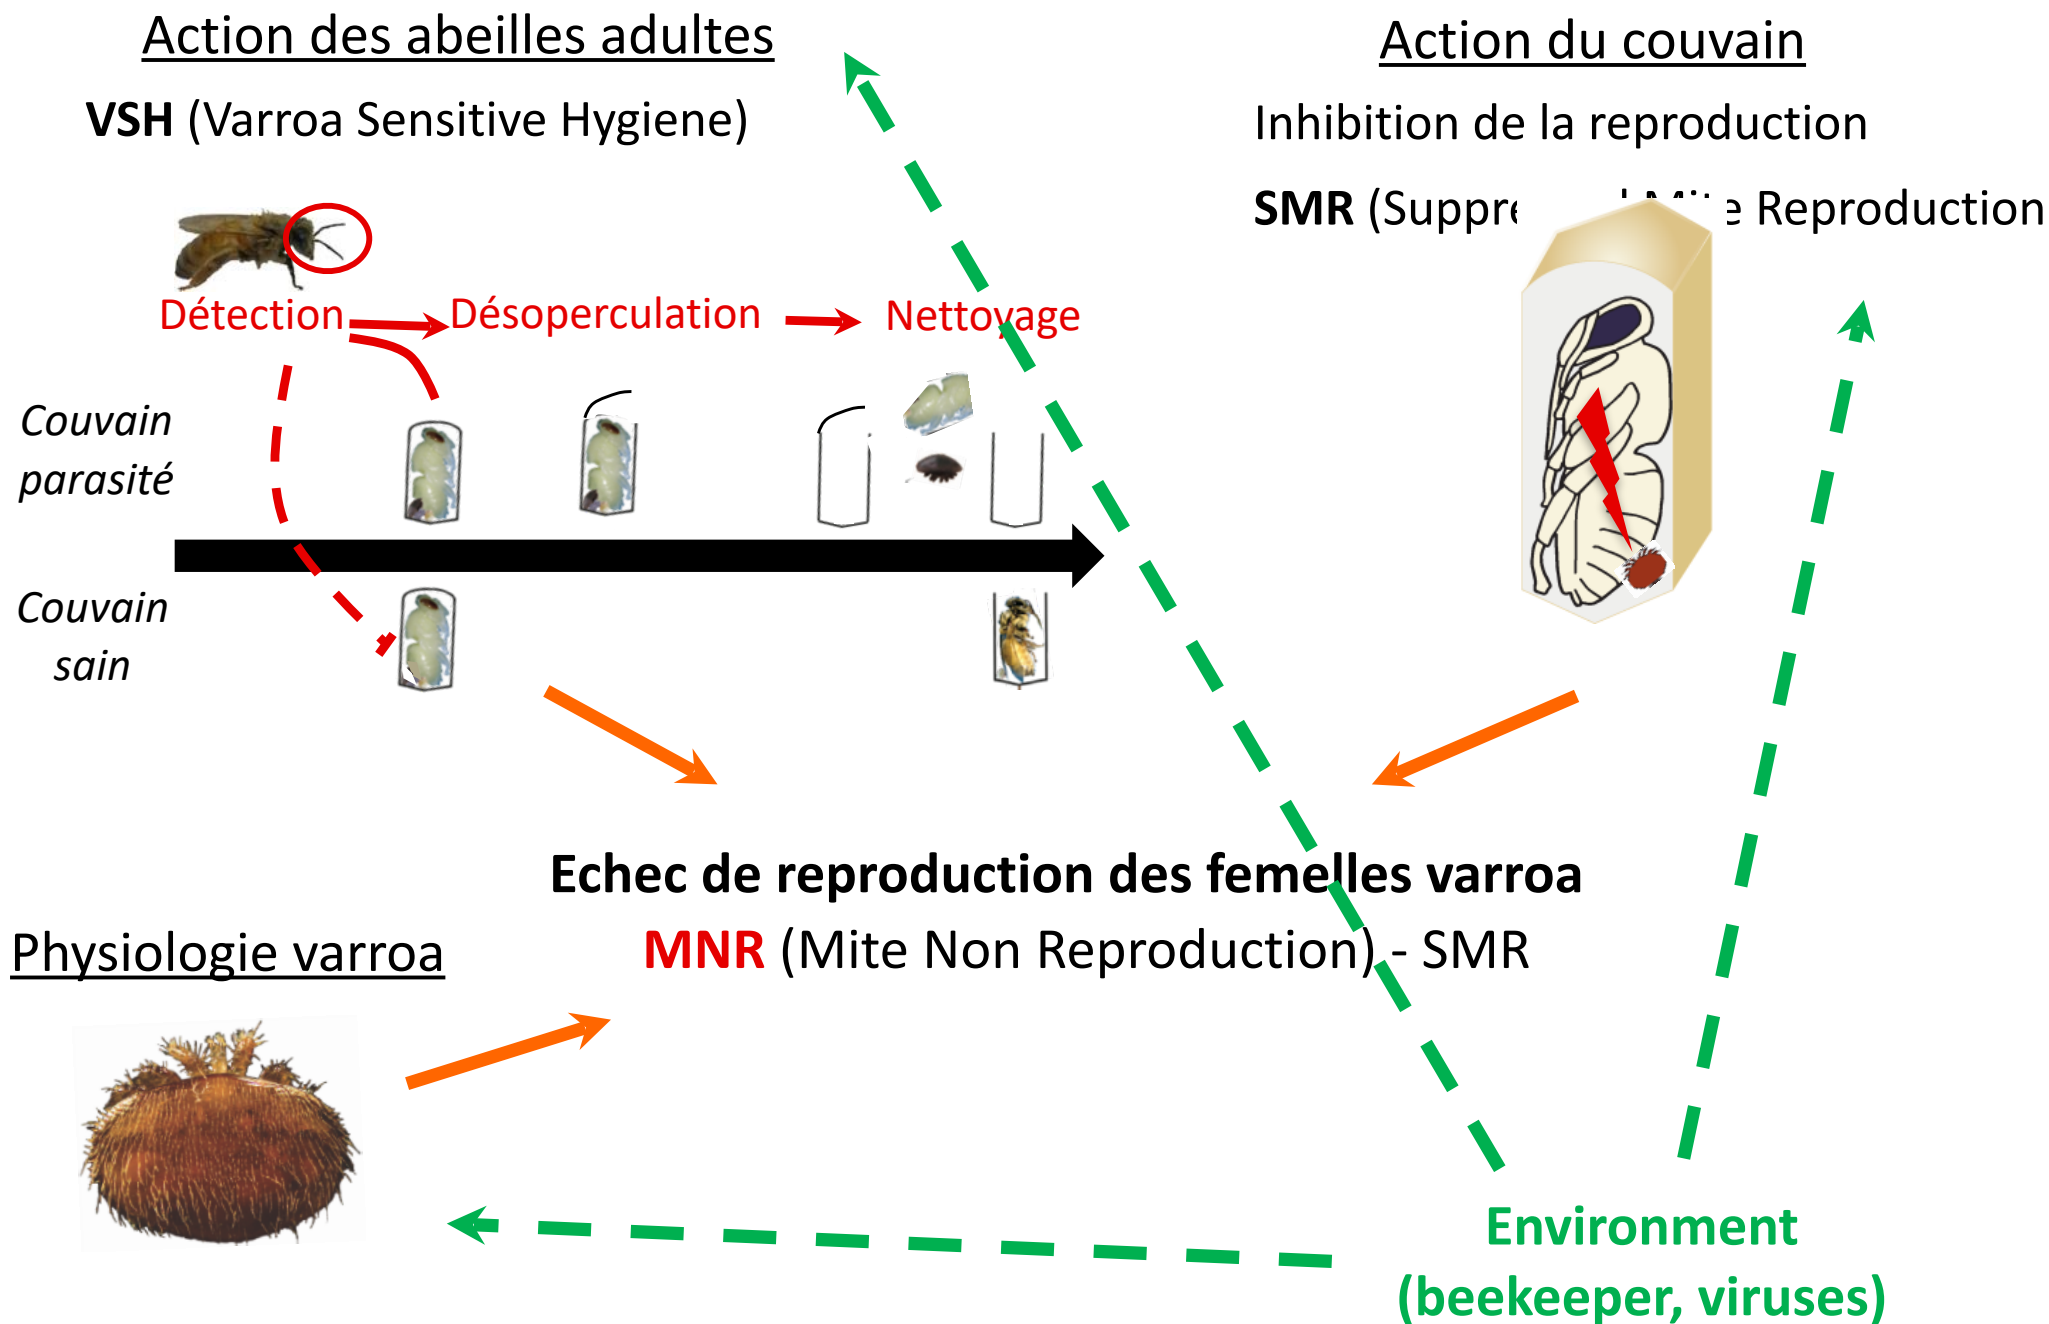 Action des abeilles adultes
VSH (Varroa Sensitive Hygiene)
Détection
Désoperculation
Nettoyage
Couvain
parasité
Couvain
sain
Action du couvain
Inhibition de la reproduction
SMR (Suppre Mite Reproduction
Echec de reproduction des femelles varroa
MNR (Mite Non Reproduction) - SMR
Physiologie varroa
Environment
(beekeeper, viruses)